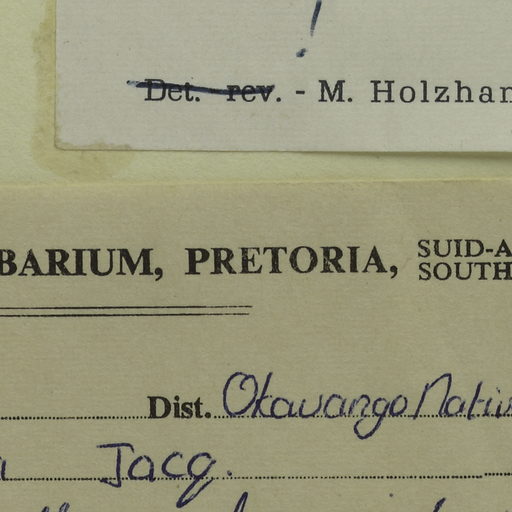 !
Det. rev. - M. Holzhan
BARIUM, PRETORIA, SUID-A
SOUTH
Dist. Okavango Nativ
Jacq.